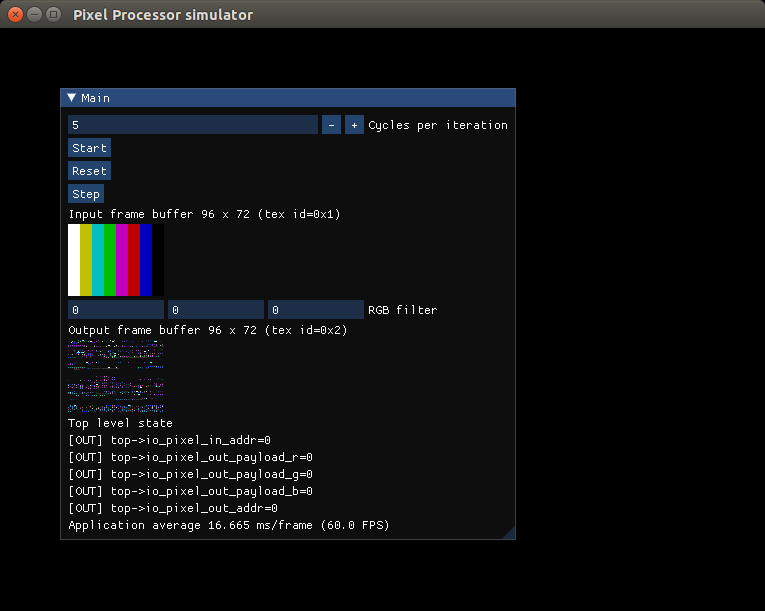 Pixel Processor simulator
Main
5 - + Cycles per iteration
Start
Reset
Step
Input frame buffer 96 x 72 (tex id=0x1)
0 0 0 RGB filter
Output frame buffer 96 x 72 (tex id=0x2)
Top level state
[OUT] top->io_pixel_in_addr=0
[OUT] top->io_pixel_out_payload_r=0
[OUT] top->io_pixel_out_payload_g=0
[OUT] top->io_pixel_out_payload_b=0
[OUT] top->io_pixel_out_addr=0
Application average 16.665 ms/frame (60.0 FPS)